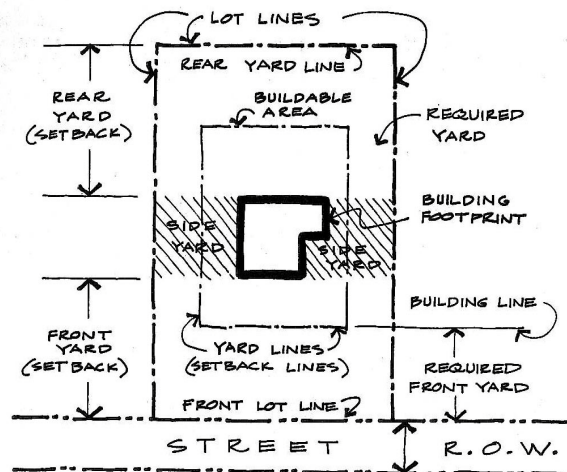 LOT LINES
REAR YARD LINE
REAR
YARD
(SETBACK)
BUILDABLE
AREA
REQUIRED
YARD
BUILDING
FOOTPRINT
SIDE
YARD
SIDE
YARD
BUILDING LINE
FRONT
YARD
(SETBACK)
YARD LINES
(SETBACK LINES)
REQUIRED
FRONT YARD
FRONT LOT LINE
STREET
R.O.W.